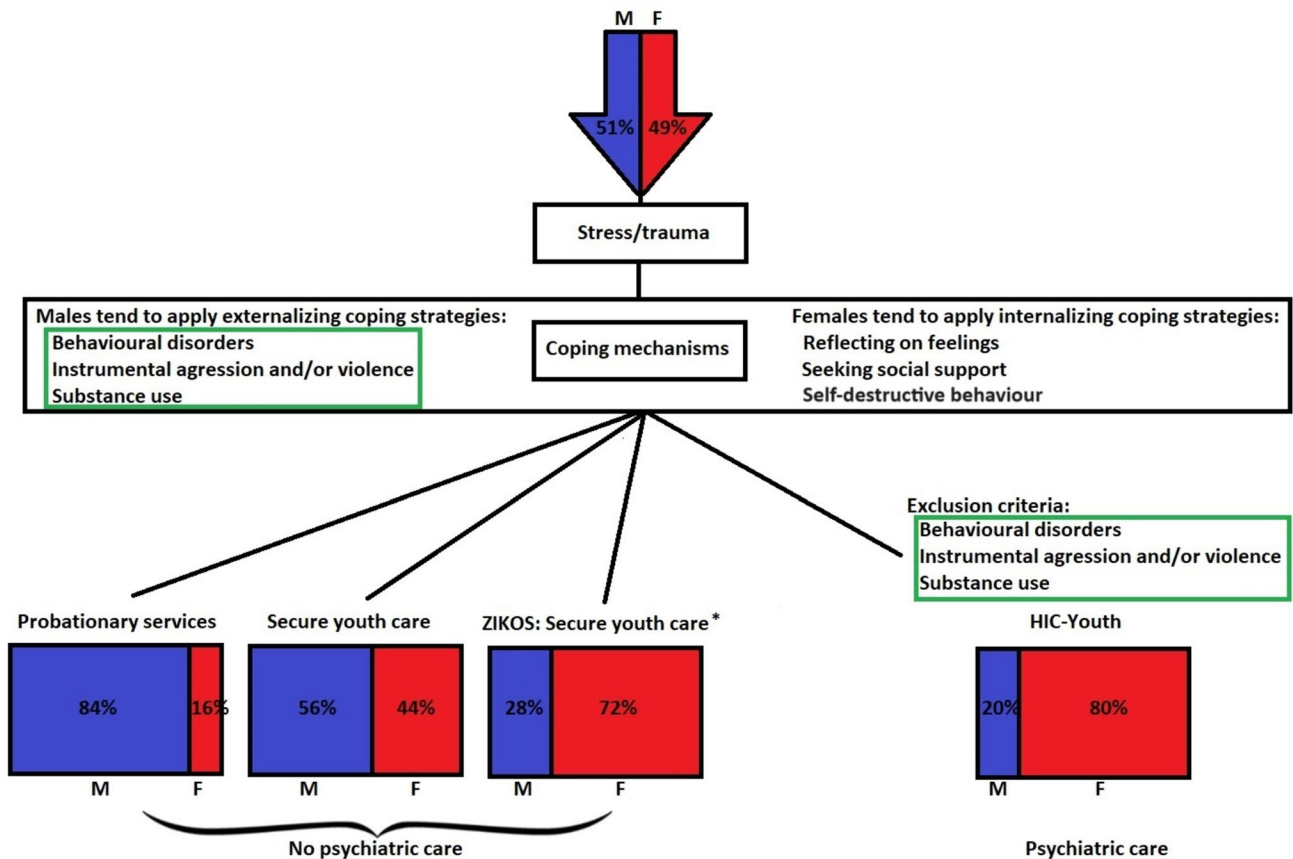 M F
51% 49%
Stress/trauma
Males tend to apply externalizing coping strategies:
Behavioural disorders
Instrumental agression and/or violence
Substance use
Coping mechanisms
Females tend to apply internalizing coping strategies:
Reflecting on feelings
Seeking social support
Self-destructive behaviour
Exclusion criteria:
Behavioural disorders
Instrumental agression and/or violence
Substance use
Probationary services
84% 16%
M F
Secure youth care
56% 44%
M F
ZIKOS: Secure youth care*
28% 72%
M F
HIC-Youth
20% 80%
M F
No psychiatric care
Psychiatric care